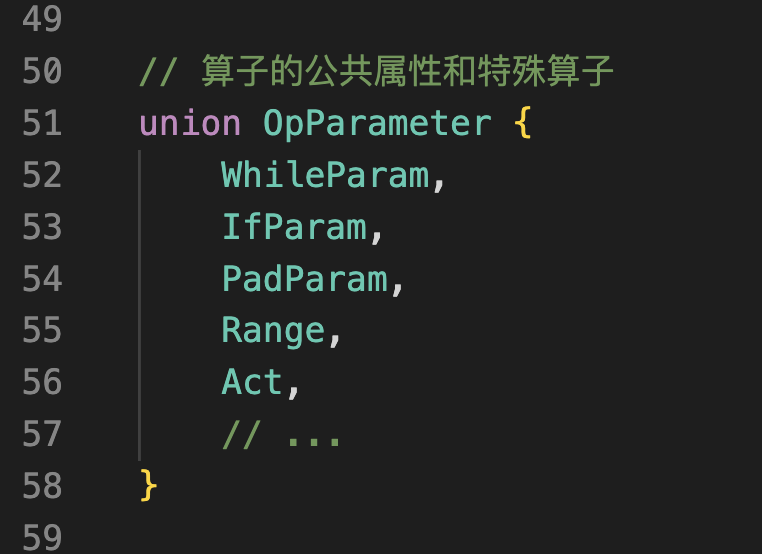 49
50 // 算子的公共属性和特殊算子
51 union OpParameter {
52 WhileParam,
53 IfParam,
54 PadParam,
55 Range,
56 Act,
57 // ...
58 }
59